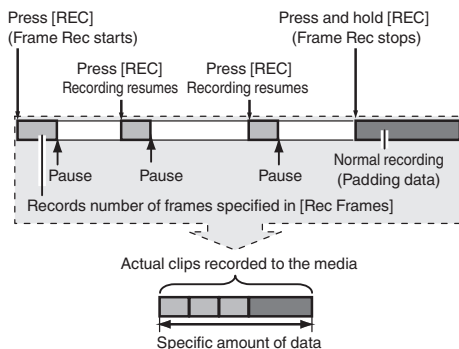 Press [REC]
(Frame Rec starts)
Press [REC]
Recording resumes
Press [REC]
Recording resumes
Press and hold [REC]
(Frame Rec stops)
Pause
Pause
Pause
Normal recording
(Padding data)
Records number of frames specified in [Rec Frames]
Actual clips recorded to the media
Specific amount of data